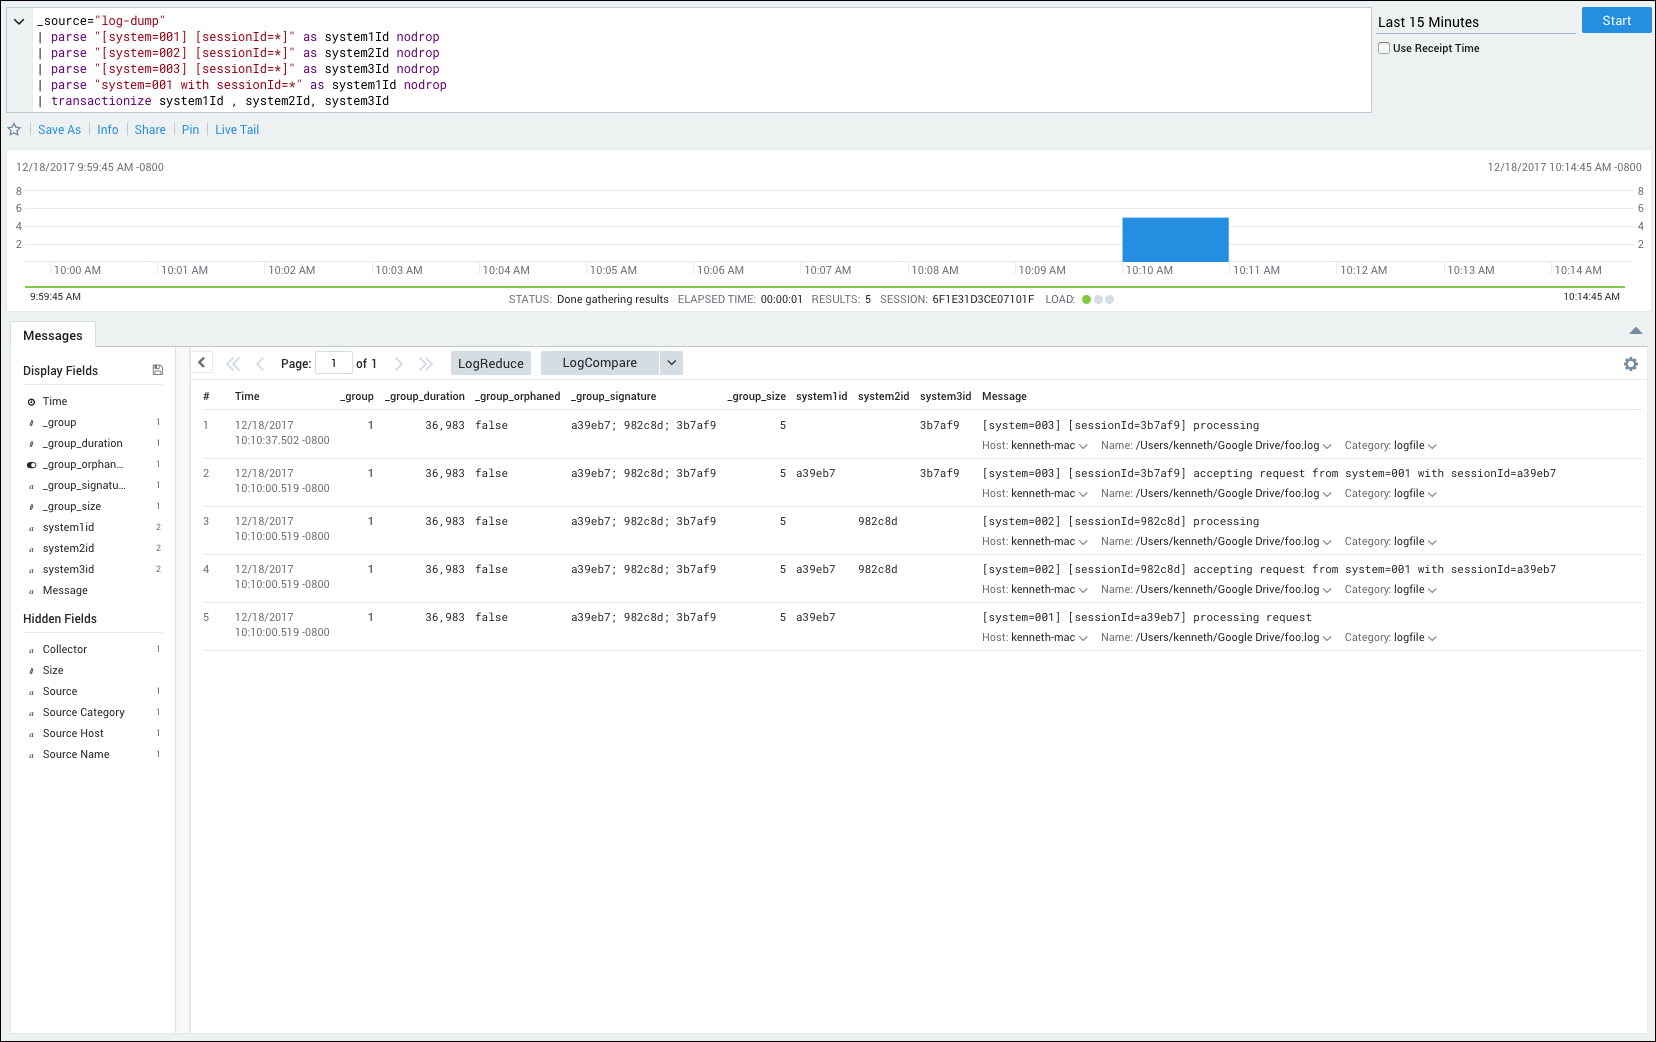 _source="log-dump"
| parse "[system=001] [sessionId=*]" as system1Id nodrop
| parse "[system=002] [sessionId=*]" as system2Id nodrop
| parse "[system=003] [sessionId=*]" as system3Id nodrop
| parse "system=001 with sessionId=*" as system1Id nodrop
| transactionize system1Id , system2Id, system3Id
Last 15 Minutes
Start
Use Receipt Time
Save As Info Share Pin Live Tail
12/18/2017 9:59:45 AM -0800 12/18/2017 10:14:45 AM -0800
8 8
6 6
4 4
2 2
10:00 AM 10:01 AM 10:02 AM 10:03 AM 10:04 AM 10:05 AM 10:06 AM 10:07 AM 10:08 AM 10:09 AM 10:10 AM 10:11 AM 10:12 AM 10:13 AM 10:14 AM
9:59:45 AM STATUS: Done gathering results ELAPSED TIME: 00:00:01 RESULTS: 5 SESSION: 6F1E31D3CE07101F LOAD: 10:14:45 AM
Messages
Display Fields
Time
# _group 1
# _group_duration 1
_group_orphan... 1
a _group_signatu... 1
# _group_size 1
a system1id 2
a system2id 2
a system3id 2
a Message
Hidden Fields
a Collector 1
# Size
a Source 1
a Source Category 1
a Source Host 1
a Source Name 1
Page: 1 of 1 LogReduce LogCompare
# Time _group _group_duration _group_orphaned _group_signature _group_size system1id system2id system3id Message
1 12/18/2017 1 36,983 false a39eb7; 982c8d; 3b7af9 5 3b7af9 [system=003] [sessionId=3b7af9] processing
10:10:37.502 -0800
Host: kenneth-mac Name: /Users/kenneth/Google Drive/foo.log Category: logfile
2 12/18/2017 1 36,983 false a39eb7; 982c8d; 3b7af9 5 a39eb7 3b7af9 [system=003] [sessionId=3b7af9] accepting request from system=001 with sessionId=a39eb7
10:10:00.519 -0800
Host: kenneth-mac Name: /Users/kenneth/Google Drive/foo.log Category: logfile
3 12/18/2017 1 36,983 false a39eb7; 982c8d; 3b7af9 5 982c8d [system=002] [sessionId=982c8d] processing
10:10:00.519 -0800
Host: kenneth-mac Name: /Users/kenneth/Google Drive/foo.log Category: logfile
4 12/18/2017 1 36,983 false a39eb7; 982c8d; 3b7af9 5 a39eb7 982c8d [system=002] [sessionId=982c8d] accepting request from system=001 with sessionId=a39eb7
10:10:00.519 -0800
Host: kenneth-mac Name: /Users/kenneth/Google Drive/foo.log Category: logfile
5 12/18/2017 1 36,983 false a39eb7; 982c8d; 3b7af9 5 a39eb7 [system=001] [sessionId=a39eb7] processing request
10:10:00.519 -0800
Host: kenneth-mac Name: /Users/kenneth/Google Drive/foo.log Category: logfile